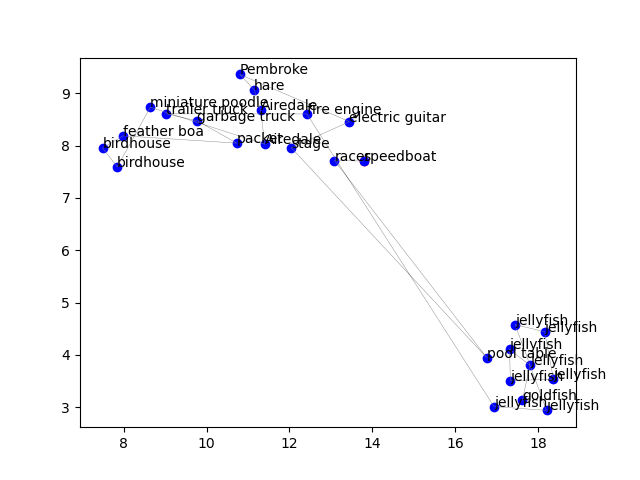 Pembroke
hare
9
miniature poodle
Airedale
trailer truck
fire engine
garbage truck
electric guitar
feather boa
packet
Airedale
stage
8
birdhouse
racer
speedboat
birdhouse
7
6
5
jellyfish
jellyfish
jellyfish
4
pool table
jellyfish
jellyfish
jellyfish
goldfish
jellyfish
jellyfish
3
8
10
12
14
16
18